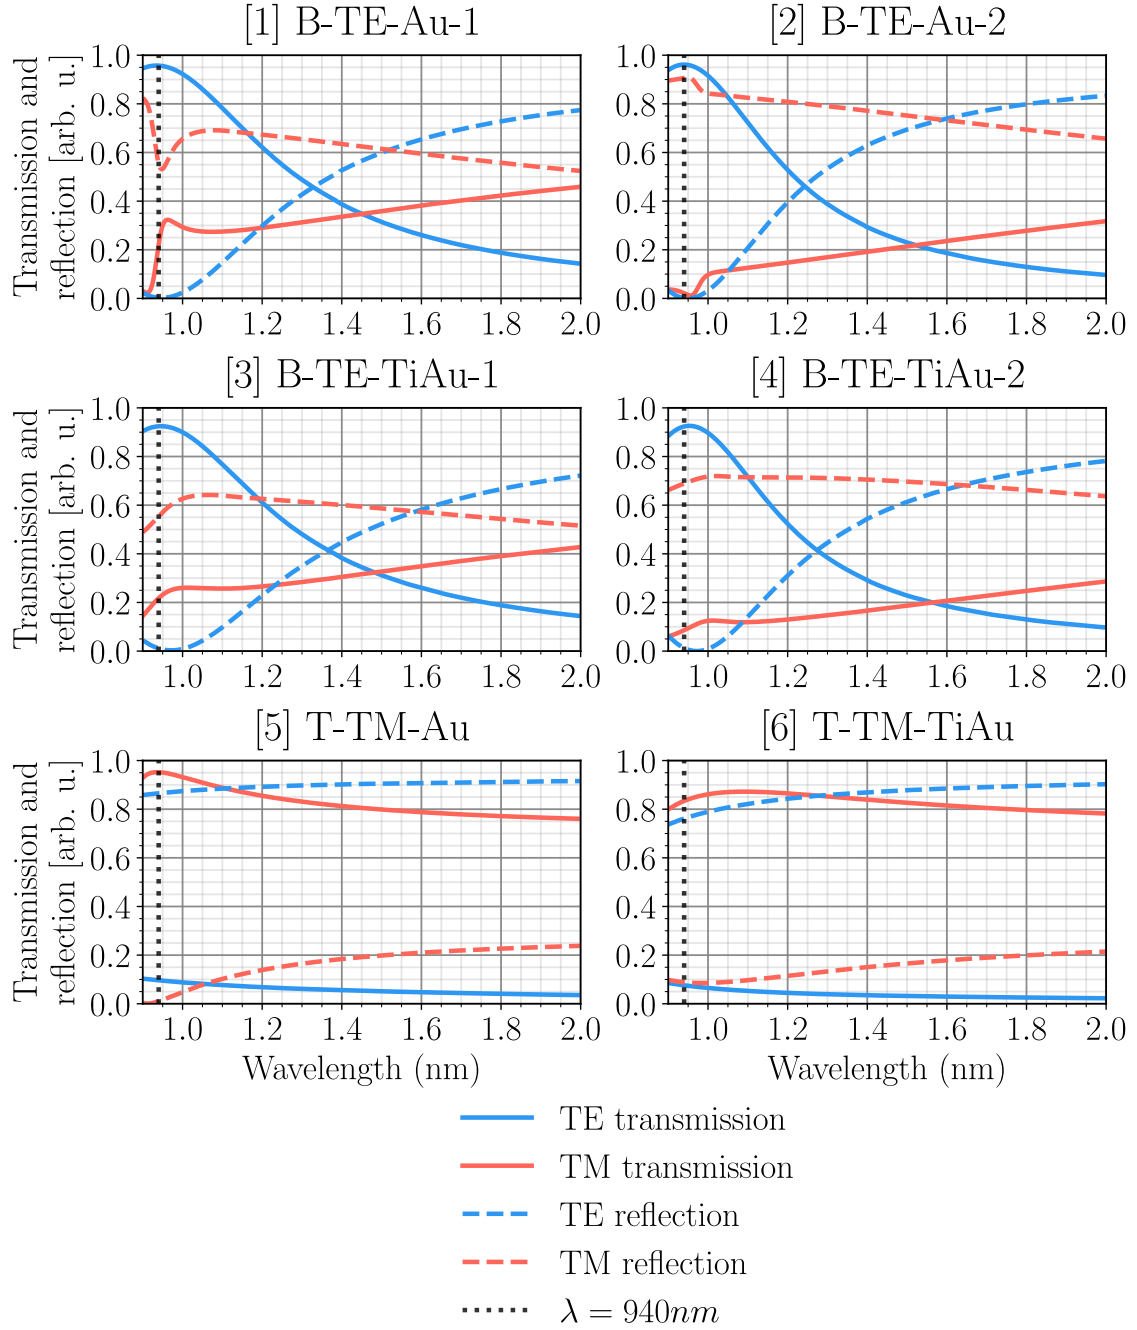 [1] B-TE-Au-1
[2] B-TE-Au-2
Transmission and
reflection [arb. u.]
1.0
0.8
0.6
0.4
0.2
0.0
1.0 1.2 1.4 1.6 1.8 2.0
1.0
0.8
0.6
0.4
0.2
0.0
1.0 1.2 1.4 1.6 1.8 2.0
[3] B-TE-TiAu-1
[4] B-TE-TiAu-2
Transmission and
reflection [arb. u.]
1.0
0.8
0.6
0.4
0.2
0.0
1.0 1.2 1.4 1.6 1.8 2.0
1.0
0.8
0.6
0.4
0.2
0.0
1.0 1.2 1.4 1.6 1.8 2.0
[5] T-TM-Au
[6] T-TM-TiAu
Transmission and
reflection [arb. u.]
1.0
0.8
0.6
0.4
0.2
0.0
1.0 1.2 1.4 1.6 1.8 2.0
Wavelength (nm)
1.0
0.8
0.6
0.4
0.2
0.0
1.0 1.2 1.4 1.6 1.8 2.0
Wavelength (nm)
TE transmission
TM transmission
TE reflection
TM reflection
λ = 940nm